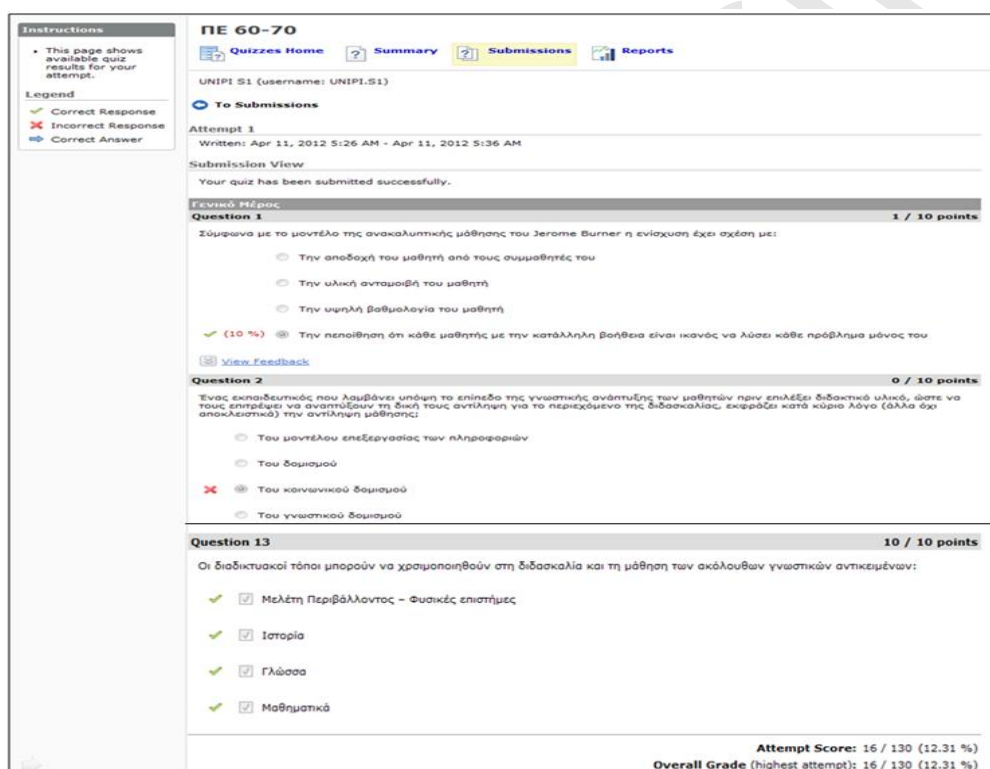 Instructions
• This page shows
available quiz
results for your
attempt.
Legend
Correct Response
Incorrect Response
Correct Answer
ΠΕ 60-70
Quizzes Home Summary Submissions Reports
UNIPI S1 (username: UNIPI.S1)
To Submissions
Attempt 1
Written: Apr 11, 2012 5:26 AM - Apr 11, 2012 5:36 AM
Submission View
Your quiz has been submitted successfully.
Γενικό Μέρος
Question 1 1 / 10 points
Σύμφωνα με το μοντέλο της ανακαλυπτικής μάθησης του Jerome Burner η ενίσχυση έχει σχέση με:
Την αποδοχή του μαθητή από τους συμμαθητές του
Την υλική ανταμοιβή του μαθητή
Την υψηλή βαθμολογία του μαθητή
(10 %) Την πεποίθηση ότι κάθε μαθητής με την κατάλληλη βοήθεια είναι ικανός να λύσει κάθε πρόβλημα μόνος του
View Feedback
Question 2 0 / 10 points
Ένας εκπαιδευτικός που λαμβάνει υπόψη το επίπεδο της γνωστικής ανάπτυξης των μαθητών πριν επιλέξει διδακτικό υλικό, ώστε να
τους επιτρέψει να αναπτύξουν τη δική τους αντίληψη για το περιεχόμενο της διδασκαλίας, εκφράζει κατά κύριο λόγο (άλλα όχι
αποκλειστικά) την αντίληψη μάθησης:
Του μοντέλου επεξεργασίας των πληροφοριών
Του δομισμού
Του κοινωνικού δομισμού
Του γνωστικού δομισμού
Question 13 10 / 10 points
Οι διαδικτυακοί τόποι μπορούν να χρσιμοποιηθούν στη διδασκαλία και τη μάθηση των ακόλουθων γνωστικών αντικειμένων:
Μελέτη Περιβάλλοντος – Φυσικές επιστήμες
Ιστορία
Γλώσσα
Μαθηματικά
Attempt Score: 16 / 130 (12.31 %)
Overall Grade (highest attempt): 16 / 130 (12.31 %)